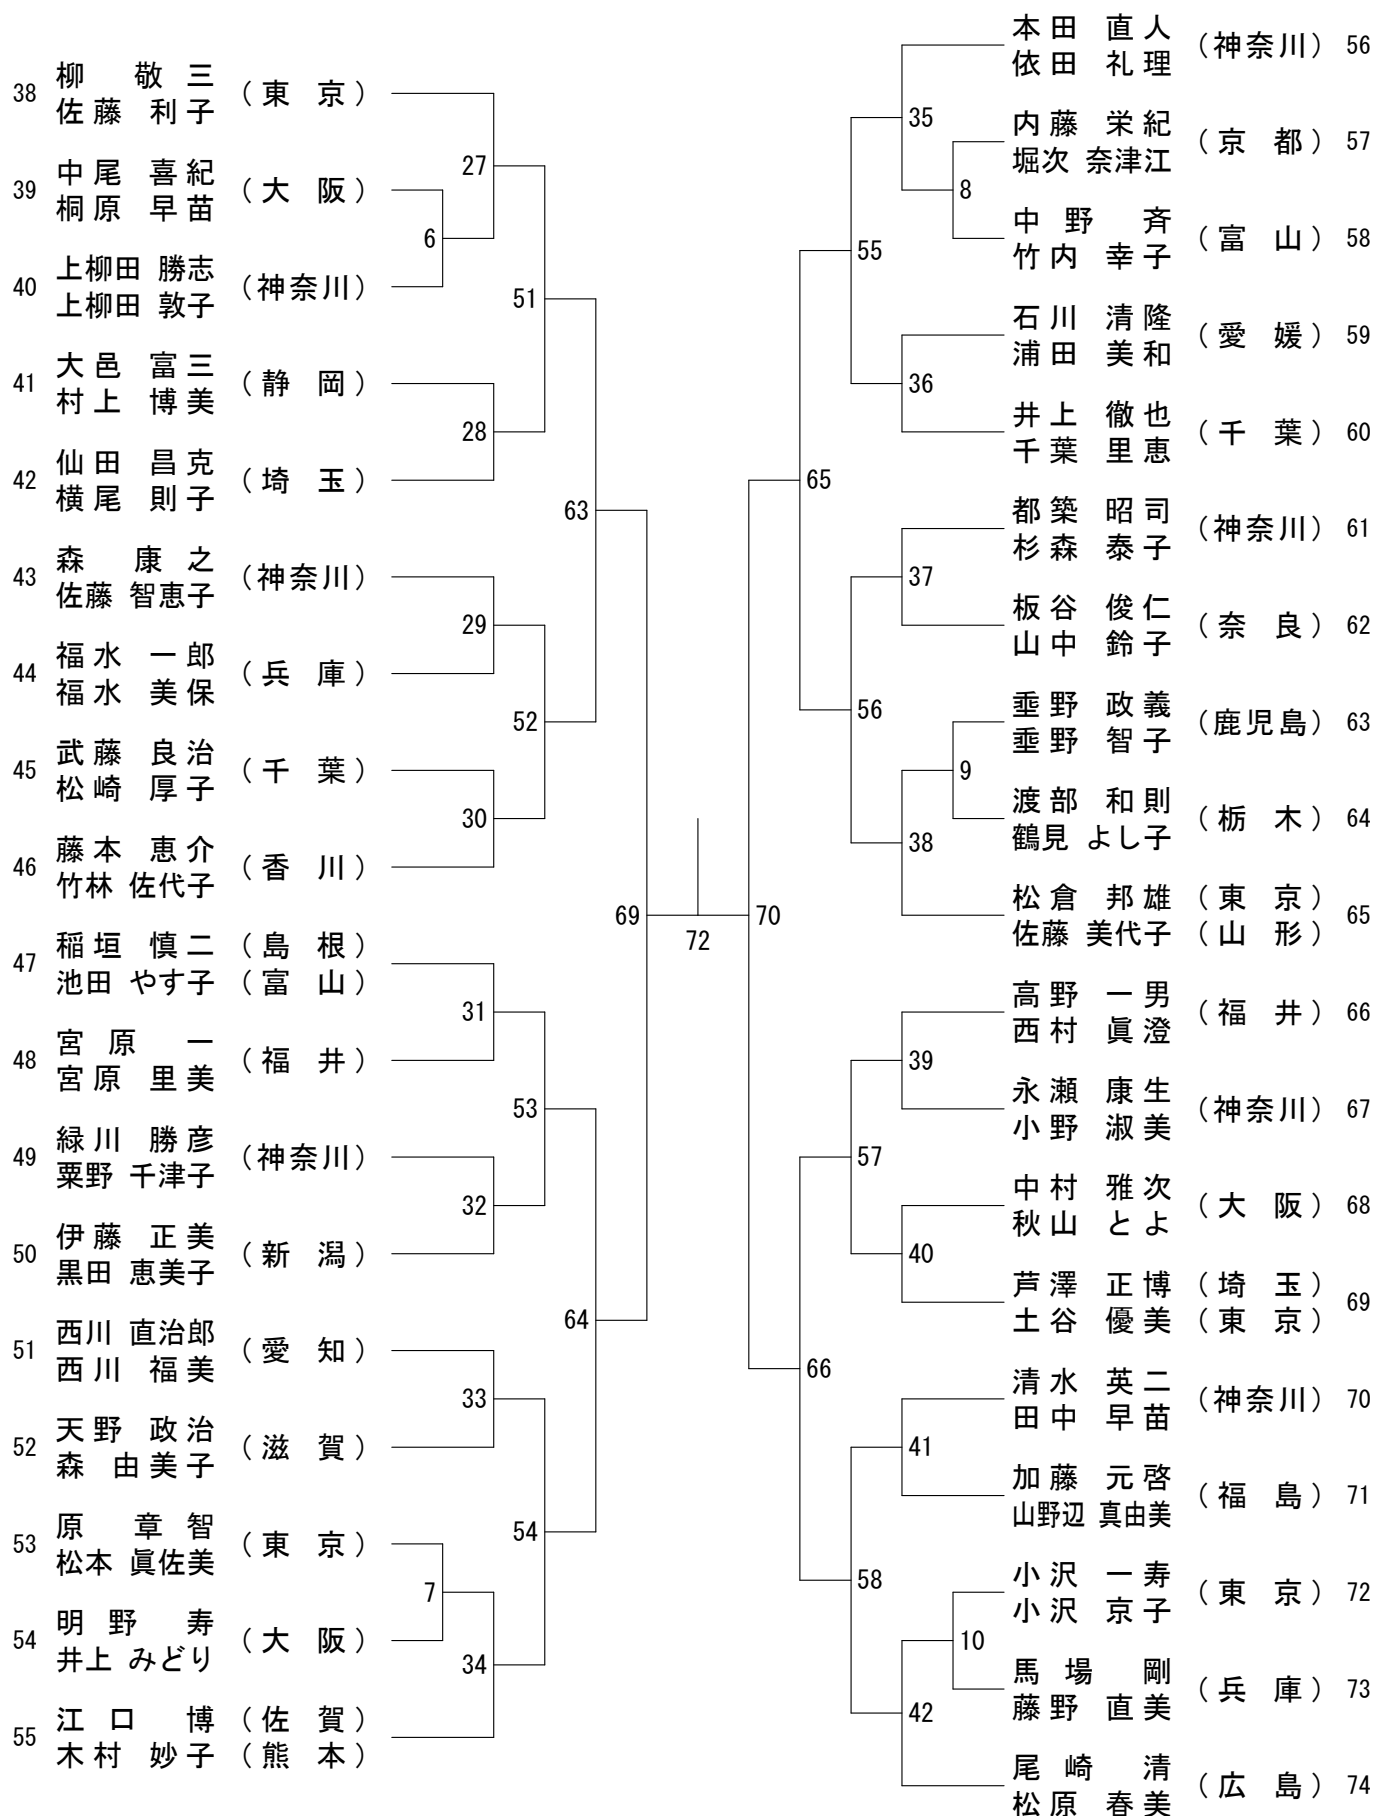 38 柳 敬三 (東京)
佐藤 利子
39 中尾 喜紀 (大阪)
桐原 早苗
40 上柳田 勝志 (神奈川)
上柳田 敦子
41 大邑 富三 (静岡)
村上 博美
42 仙田 昌克 (埼玉)
横尾 則子
43 森 康之 (神奈川)
佐藤 智恵子
44 福水 一郎 (兵庫)
福水 美保
45 武藤 良治 (千葉)
松崎 厚子
46 藤本 恵介 (香川)
竹林 佐代子
47 稲垣 慎二 (島根)
池田 やす子 (富山)
48 宮原 一 (福井)
宮原 里美
49 緑川 勝彦 (神奈川)
粟野 千津子
50 伊藤 正美 (新潟)
黒田 恵美子
51 西川 直治郎 (愛知)
西川 福美
52 天野 政治 (滋賀)
森 由美子
53 原 章智 (東京)
松本 眞佐美
54 明野 寿 (大阪)
井上 みどり
55 江口 博 (佐賀)
木村 妙子 (熊本)
27
6
51
28
63
29
52
30
69
31
53
32
64
33
54
7
34
72
70
35
8
55
36
65
37
56
9
38
39
57
40
66
41
58
10
42
本田 直人 (神奈川) 56
依田 礼理
内藤 栄紀 (京都) 57
堀次 奈津江
中野 斉 (富山) 58
竹内 幸子
石川 清隆 (愛媛) 59
浦田 美和
井上 徹也 (千葉) 60
千葉 里恵
都築 昭司 (神奈川) 61
杉森 泰子
板谷 俊仁 (奈良) 62
山中 鈴子
垂野 政義 (鹿児島) 63
垂野 智子
渡部 和則 (栃木) 64
鶴見 よし子
松倉 邦雄 (東京) 65
佐藤 美代子 (山形)
高野 一男 (福井) 66
西村 眞澄
永瀬 康生 (神奈川) 67
小野 淑美
中村 雅次 (大阪) 68
秋山 とよ
芦澤 正博 (埼玉) 69
土谷 優美 (東京)
清水 英二 (神奈川) 70
田中 早苗
加藤 元啓 (福島) 71
山野辺 真由美
小沢 一寿 (東京) 72
小沢 京子
馬場 剛 (兵庫) 73
藤野 直美
尾崎 清 (広島) 74
松原 春美